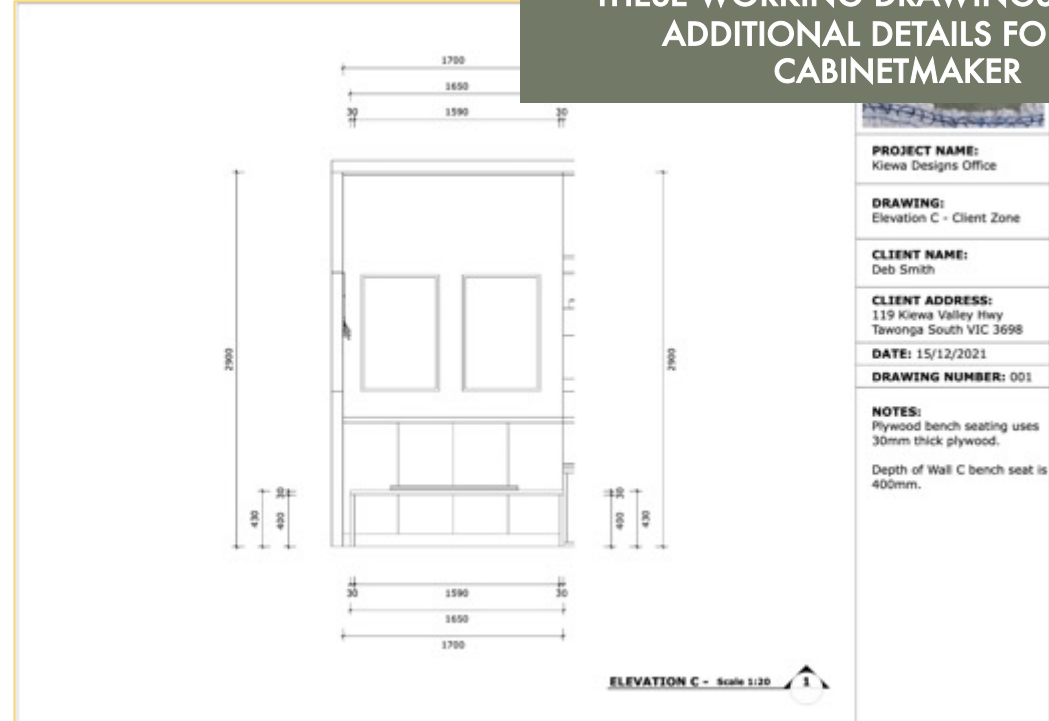 THESE WORKING DRAWINGS
ADDITIONAL DETAILS FO
CABINETMAKER
1700
1650
30 1590 30
PROJECT NAME:
Kiewa Designs Office
DRAWING:
Elevation C - Client Zone
CLIENT NAME:
Deb Smith
CLIENT ADDRESS:
119 Kiewa Valley Hwy
Tawonga South VIC 3698
DATE: 15/12/2021
DRAWING NUMBER: 001
NOTES:
Plywood bench seating uses
30mm thick plywood.
Depth of Wall C bench seat is
400mm.
2900
2900
430
400
30
30
400
430
30 1590 30
1650
1700
ELEVATION C - Scale 1:20
1